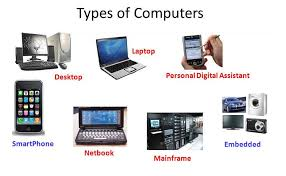 Types of Computers
Desktop
Laptop
Personal Digital Assistant
SmartPhone
Netbook
Mainframe
Embedded